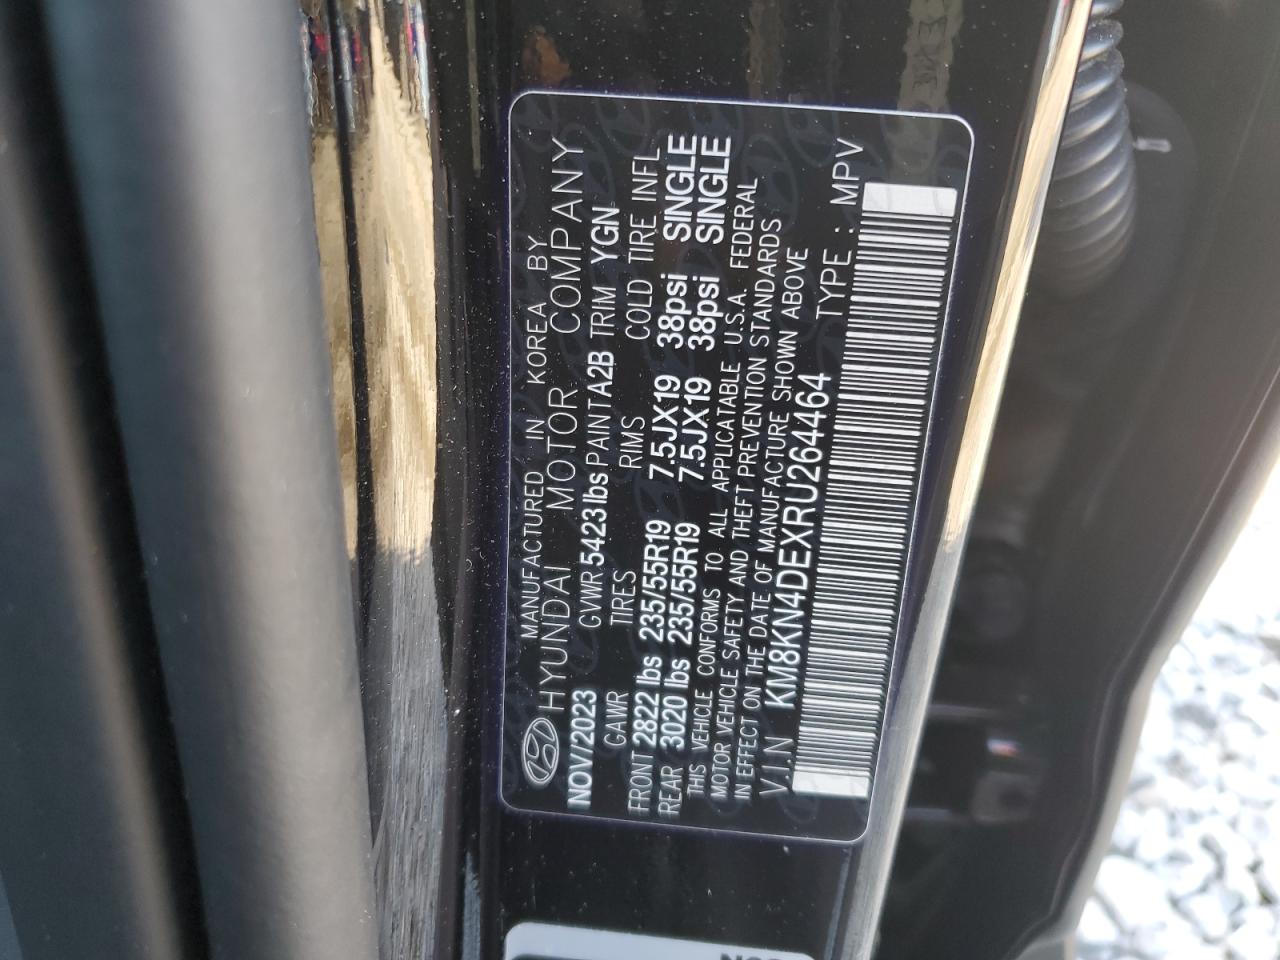 MANUFACTURED IN KOREA BY
HYUNDAI MOTOR COMPANY
NOV/2023 GVWR 5423lbs PAINT A2B TRIM YGN
GAWR TIRES RIMS COLD TIRE INFL
FRONT 2822 lbs 235/55R19 7.5JX19 38psi SINGLE
REAR 3020 lbs 235/55R19 7.5JX19 38psi SINGLE
THIS VEHICLE CONFORMS TO ALL APPLICATABLE U.S.A. FEDERAL
MOTOR VEHICLE SAFETY AND THEFT PREVENTION STANDARDS
IN EFFECT ON THE DATE OF MANUFACTURE SHOWN ABOVE
V.I.N KM8KN4DEXRU264464 TYPE : MPV